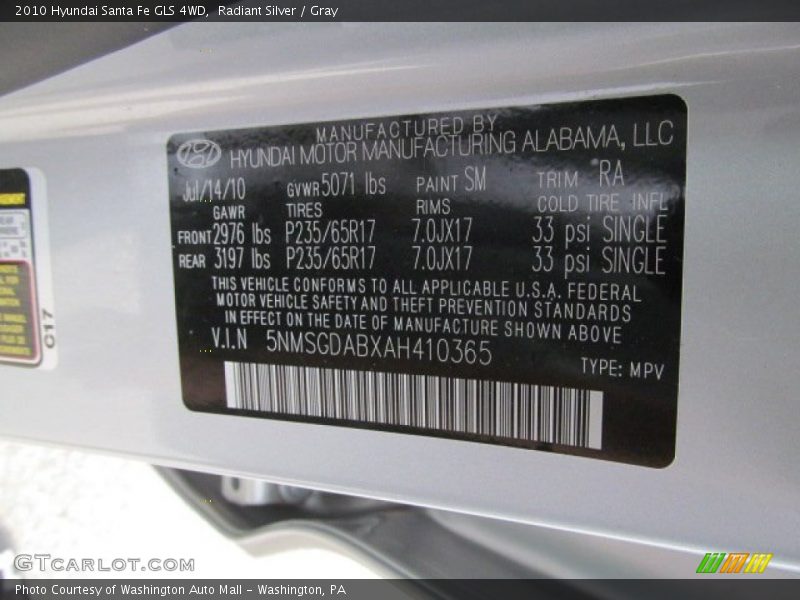 2010 Hyundai Santa Fe GLS 4WD, Radiant Silver / Gray
MANUFACTURED BY
HYUNDAI MOTOR MANUFACTURING ALABAMA, LLC
Jul/14/10 GVWR 5071 lbs PAINT SM TRIM RA
GAWR TIRES RIMS COLD TIRE INFL
FRONT 2976 lbs P235/65R17 7.0JX17 33 psi SINGLE
REAR 3197 lbs P235/65R17 7.0JX17 33 psi SINGLE
THIS VEHICLE CONFORMS TO ALL APPLICABLE U.S.A. FEDERAL
MOTOR VEHICLE SAFETY AND THEFT PREVENTION STANDARDS
IN EFFECT ON THE DATE OF MANUFACTURE SHOWN ABOVE
V.I.N 5NMSGDABXAH410365
TYPE: MPV
C17
GTCARLOT.COM
Photo Courtesy of Washington Auto Mall - Washington, PA